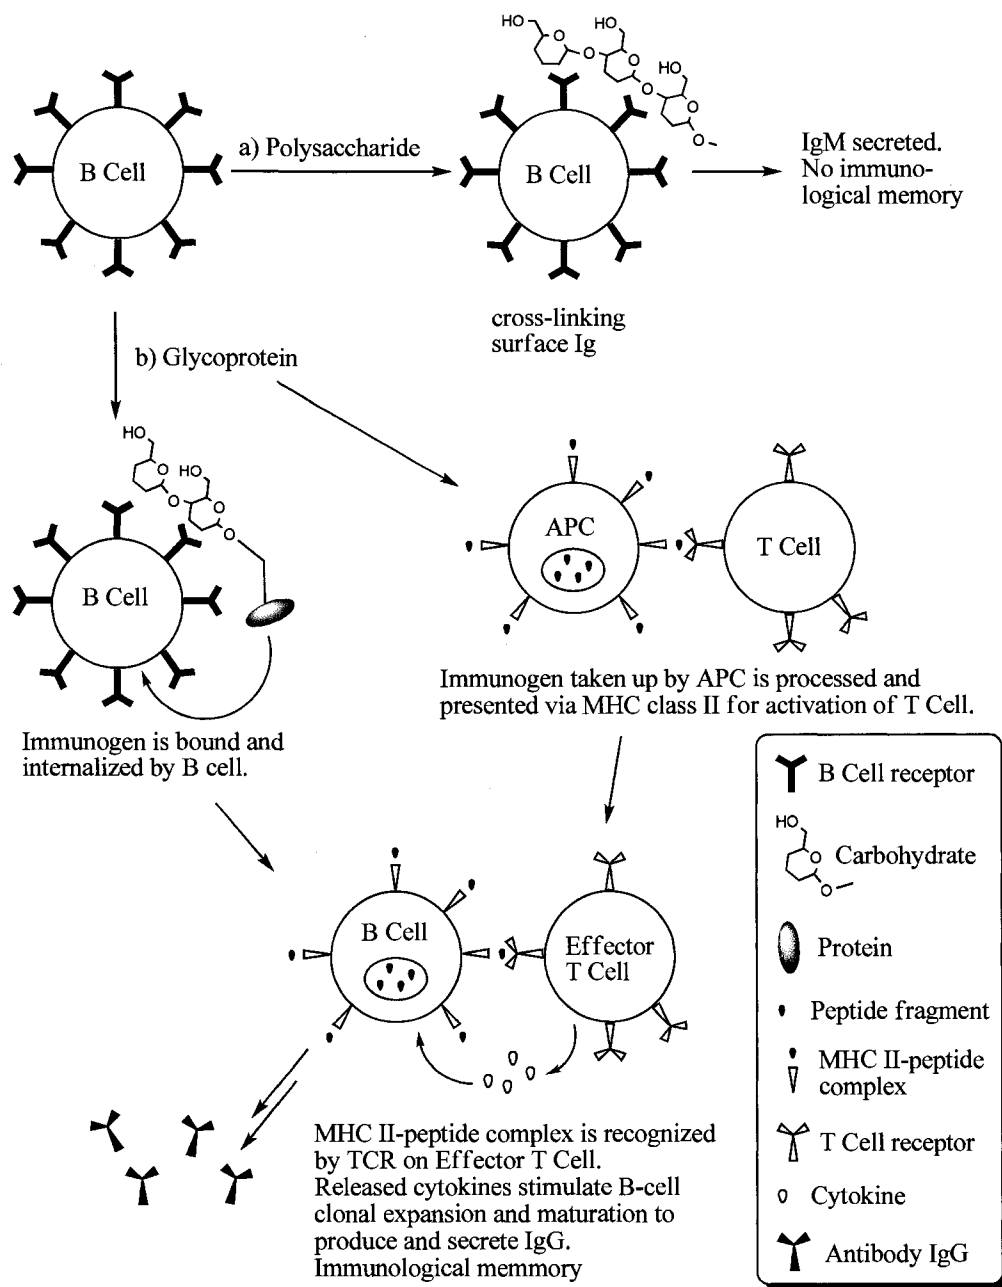 HO
HO
HO
O
O
O
O
O
O
B Cell
a) Polysaccharide
B Cell
IgM secreted.
No immuno-
logical memory
cross-linking
surface Ig
b) Glycoprotein
HO
HO
O
O
O
O
B Cell
APC
T Cell
Immunogen taken up by APC is processed and
presented via MHC class II for activation of T Cell.
Immunogen is bound and
internalized by B cell.
B Cell
Effector
T Cell
MHC II-peptide complex is recognized
by TCR on Effector T Cell.
Released cytokines stimulate B-cell
clonal expansion and maturation to
produce and secrete IgG.
Immunological memmory
B Cell receptor
HO
O
O
Carbohydrate
Protein
Peptide fragment
MHC II-peptide
complex
T Cell receptor
Cytokine
Antibody IgG